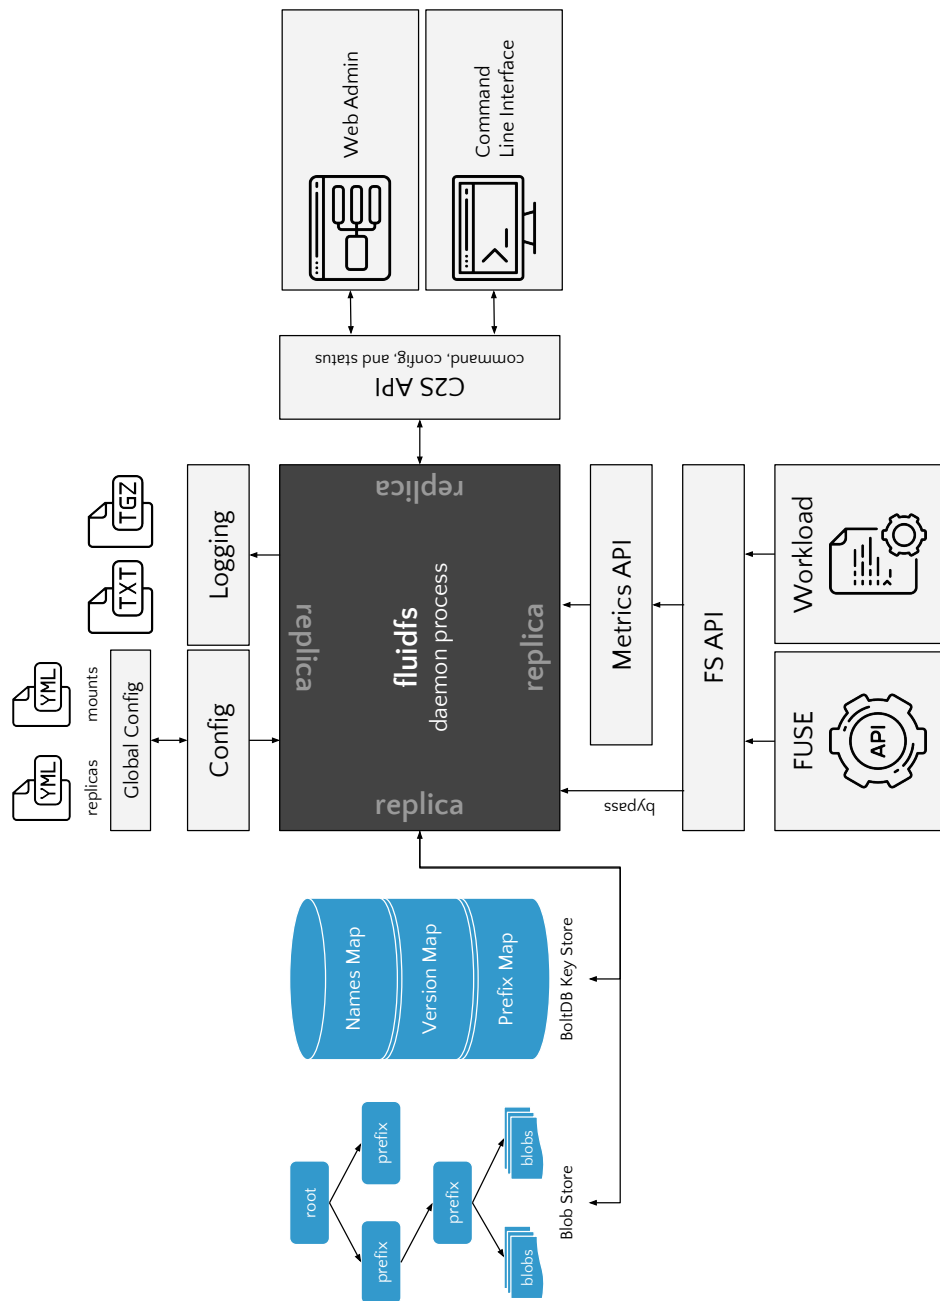 YML
YML
replicas
mounts
Global Config
TXT
TGZ
Config
Logging
root
prefix
prefix
prefix
blobs
blobs
Blob Store
Names Map
Version Map
Prefix Map
BoltDB Key Store
replica
replica
fluidfs
daemon process
replica
replica
C2S API
command, config, and status
Web Admin
Command
Line Interface
bypass
Metrics API
FS API
FUSE
API
Workload